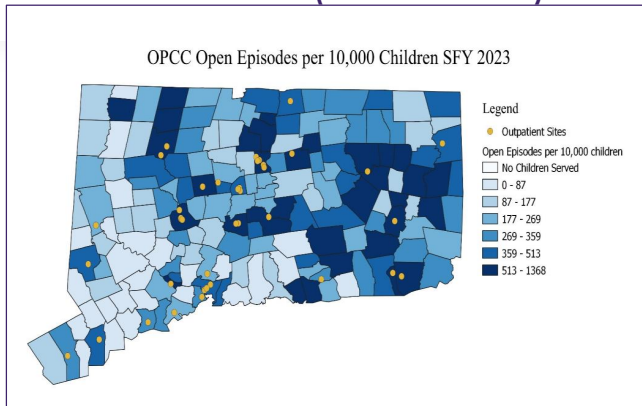 OPCC Open Episodes per 10,000 Children SFY 2023
Legend
Outpatient Sites
Open Episodes per 10,000 children
No Children Served
0 - 87
87 - 177
177 - 269
269 - 359
359 - 513
513 - 1368